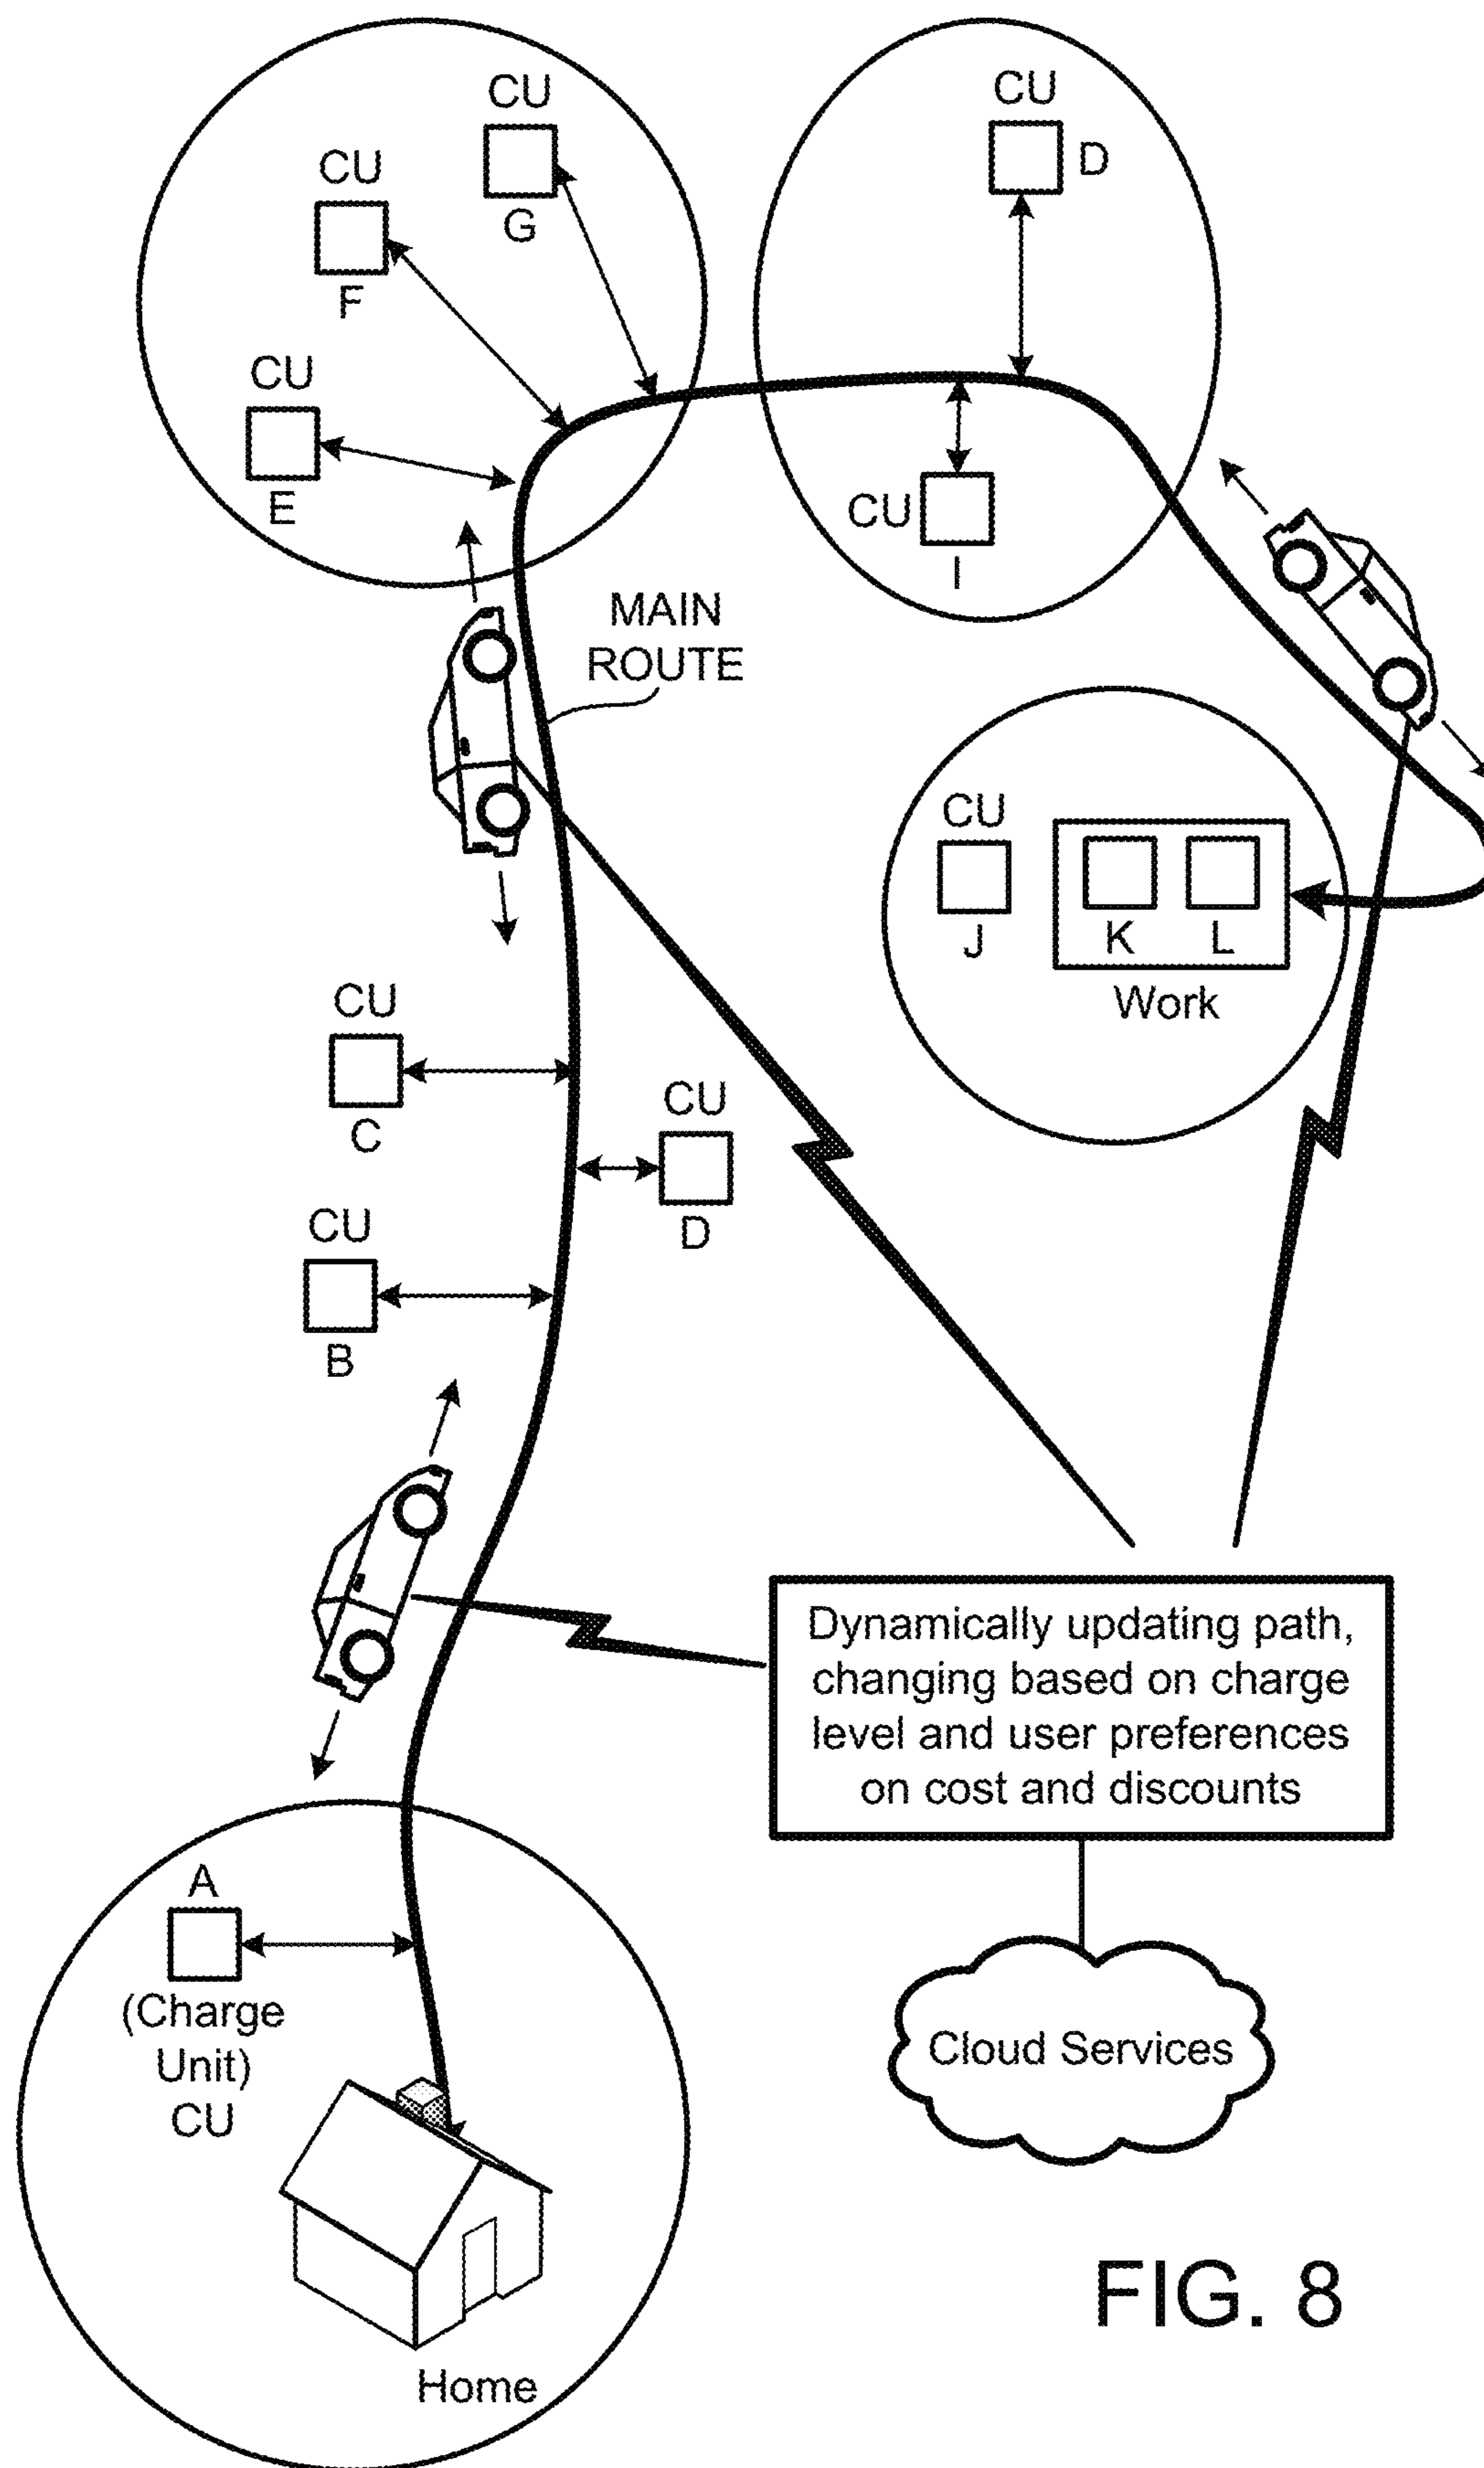 CU
G
CU
F
CU
E
CU
D
CU
I
MAIN
ROUTE
CU
J
K
L
Work
CU
C
CU
D
CU
B
Dynamically updating path,
changing based on charge
level and user preferences
on cost and discounts
A
(Charge
Unit)
CU
Cloud Services
Home
FIG. 8